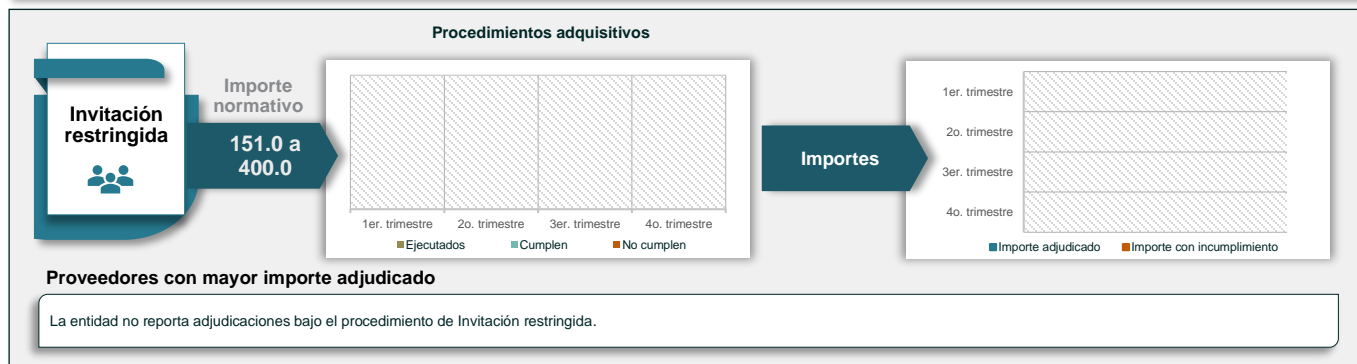 Procedimientos adquisitivos
Invitación
restringida
Importe
normativo
151.0 a
400.0
1er. trimestre
2o. trimestre
3er. trimestre
4o. trimestre
Ejecutados
Cumplen
No cumplen
Importes
1er. trimestre
2o. trimestre
3er. trimestre
4o. trimestre
Importe adjudicado
Importe con incumplimiento
Proveedores con mayor importe adjudicado
La entidad no reporta adjudicaciones bajo el procedimiento de Invitación restringida.